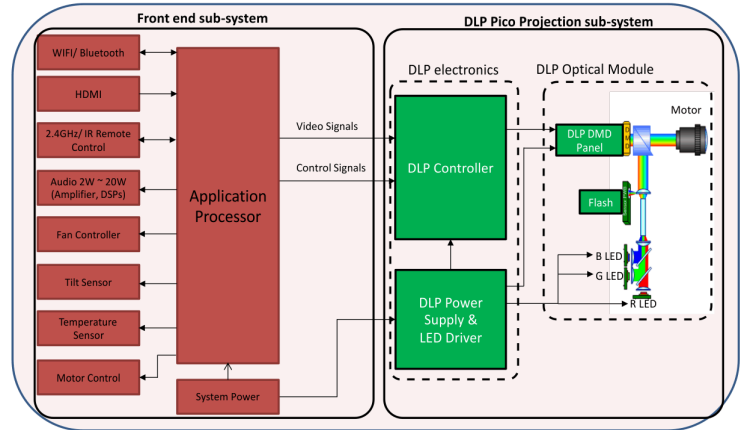 Front end sub-system
DLP Pico Projection sub-system
WIFI/ Bluetooth
HDMI
2.4GHz/ IR Remote
Control
Audio 2W ~ 20W
(Amplifier, DSPs)
Fan Controller
Tilt Sensor
Temperature
Sensor
Motor Control
Application
Processor
System Power
Video Signals
Control Signals
DLP electronics
DLP Controller
DLP Power
Supply &
LED Driver
DLP Optical Module
Motor
DLP DMD
Panel
D
M
D
Flash
B LED
G LED
R LED